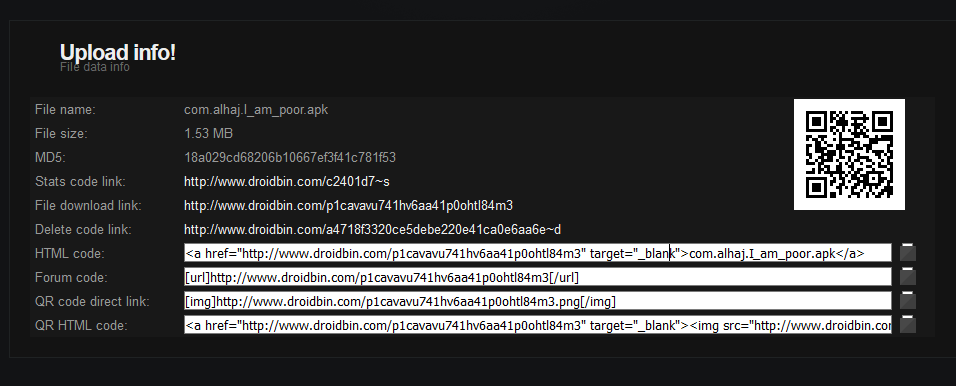 Upload info!
File data info
File name: com.alhaj.I_am_poor.apk
File size: 1.53 MB
MD5: 18a029cd68206b10667ef3f41c781f53
Stats code link: http://www.droidbin.com/c2401d7~s
File download link: http://www.droidbin.com/p1cavavu741hv6aa41p0ohtl84m3
Delete code link: http://www.droidbin.com/a4718f3320ce5debe220e41ca0e6aa6e~d
HTML code: <a href="http://www.droidbin.com/p1cavavu741hv6aa41p0ohtl84m3" target="_blank">com.alhaj.I_am_poor.apk</a>
Forum code: [url]http://www.droidbin.com/p1cavavu741hv6aa41p0ohtl84m3[/url]
QR code direct link: [img]http://www.droidbin.com/p1cavavu741hv6aa41p0ohtl84m3.png[/img]
QR HTML code: <a href="http://www.droidbin.com/p1cavavu741hv6aa41p0ohtl84m3" target="_blank"><img src="http://www.droidbin.co